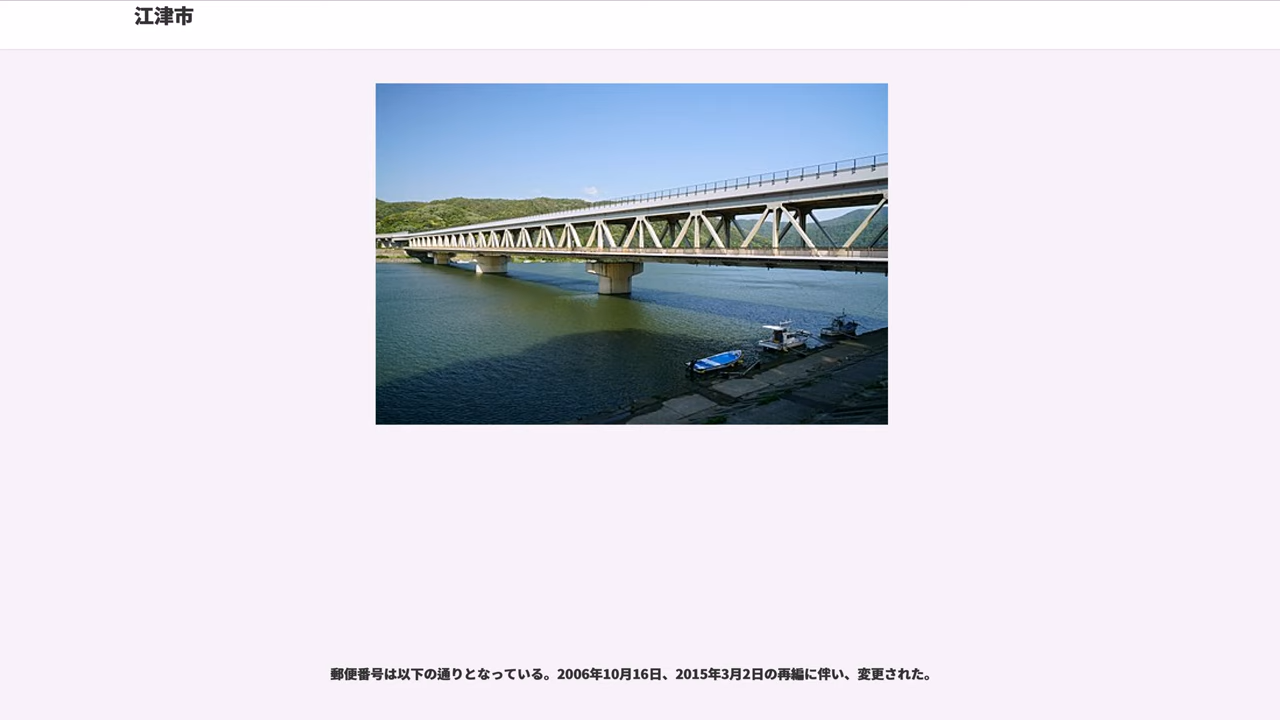 江津市
郵便番号は以下の通りとなっている。2006年10月16日、2015年3月2日の再編に伴い、変更された。